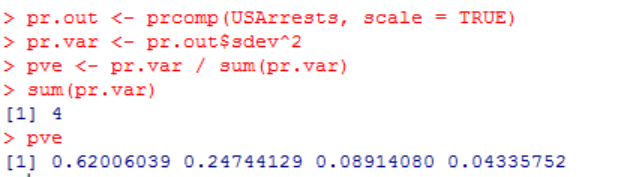 > pr.out <- prcomp(USArrests, scale = TRUE)
> pr.var <- pr.out$sdev^2
> pve <- pr.var / sum(pr.var)
> sum(pr.var)
[1] 4
> pve
[1] 0.62006039 0.24744129 0.08914080 0.04335752